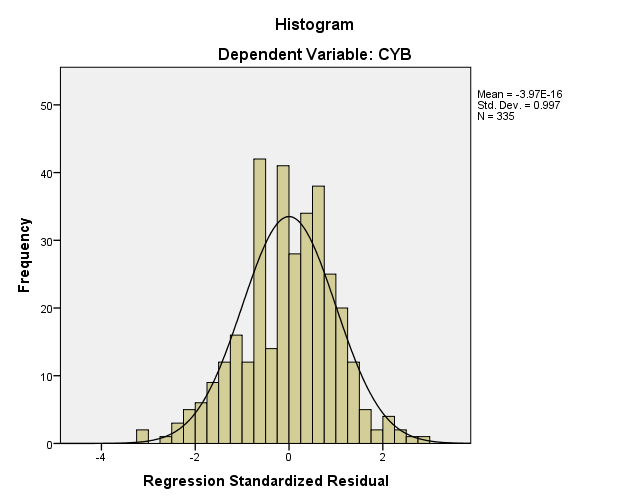 Histogram
Dependent Variable: CYB
Mean = -3.97E-16
Std. Dev. = 0.997
N = 335
Frequency
50
40
30
20
10
0
-4 -2 0 2
Regression Standardized Residual